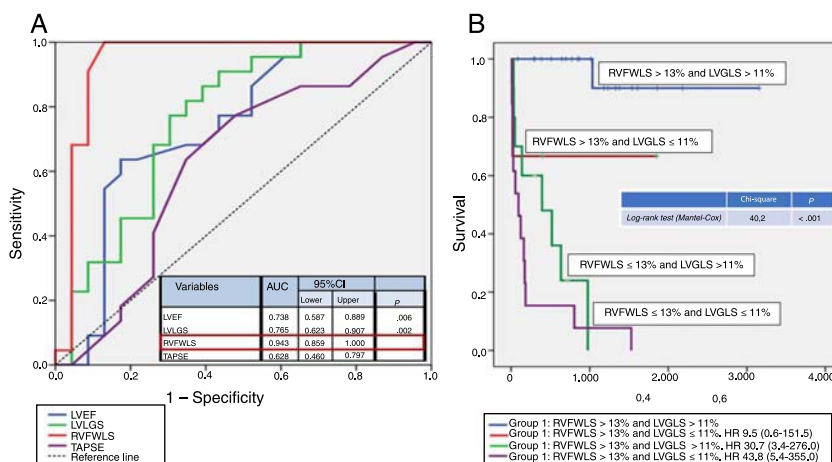 A
1.0
0.8
0.6
0.4
0.2
0.0
Sensitivity
0.0 0.2 0.4 0.6 0.8 1.0
1 – Specificity
Variables AUC 95%CI
Lower Upper P
LVEF 0.738 0.587 0.889 .006
LVLGS 0.765 0.623 0.907 .002
RVFWLS 0.943 0.859 1.000
TAPSE 0.628 0.460 0.797
LVEF
LVLGS
RVFWLS
TAPSE
Reference line
B
1.0
0.8
0.6
0.4
0.2
0.0
Survival
RVFWLS > 13% and LVGLS > 11%
RVFWLS > 13% and LVGLS ≤ 11%
Chi-square P
Log-rank test (Mantel-Cox) 40,2 < .001
RVFWLS ≤ 13% and LVGLS >11%
RVFWLS ≤ 13% and LVGLS ≤ 11%
0 1.000 2.000 3.000 4.000
0,4 0,6
Group 1: RVFWLS > 13% and LVGLS > 11%
Group 1: RVFWLS > 13% and LVGLS ≤ 11%. HR 9.5 (0.6-151.5)
Group 1: RVFWLS > 13% and LVGLS > 11%. HR 30.7 (3.4-276.0)
Group 1: RVFWLS > 13% and LVGLS ≤ 11%. HR 43.8 (5.4-355.0)